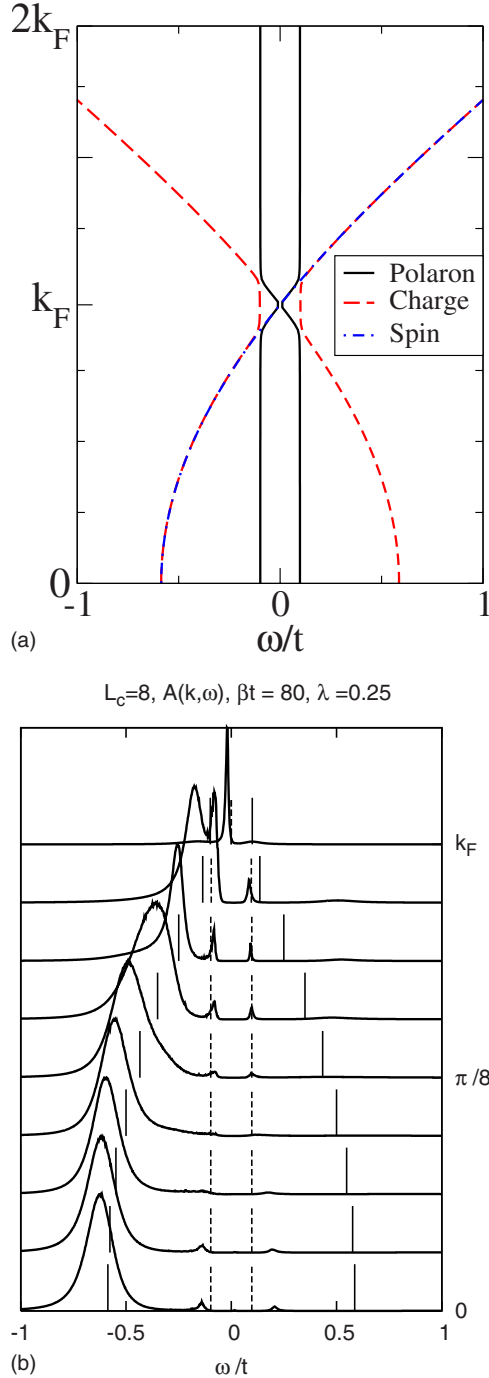 2k_F
k_F
0
-1
0
1
ω/t
Polaron
Charge
Spin
(a)
L_c=8, A(k,ω), βt = 80, λ =0.25
k_F
π/8
0
-1
-0.5
0
0.5
1
(b)
ω/t